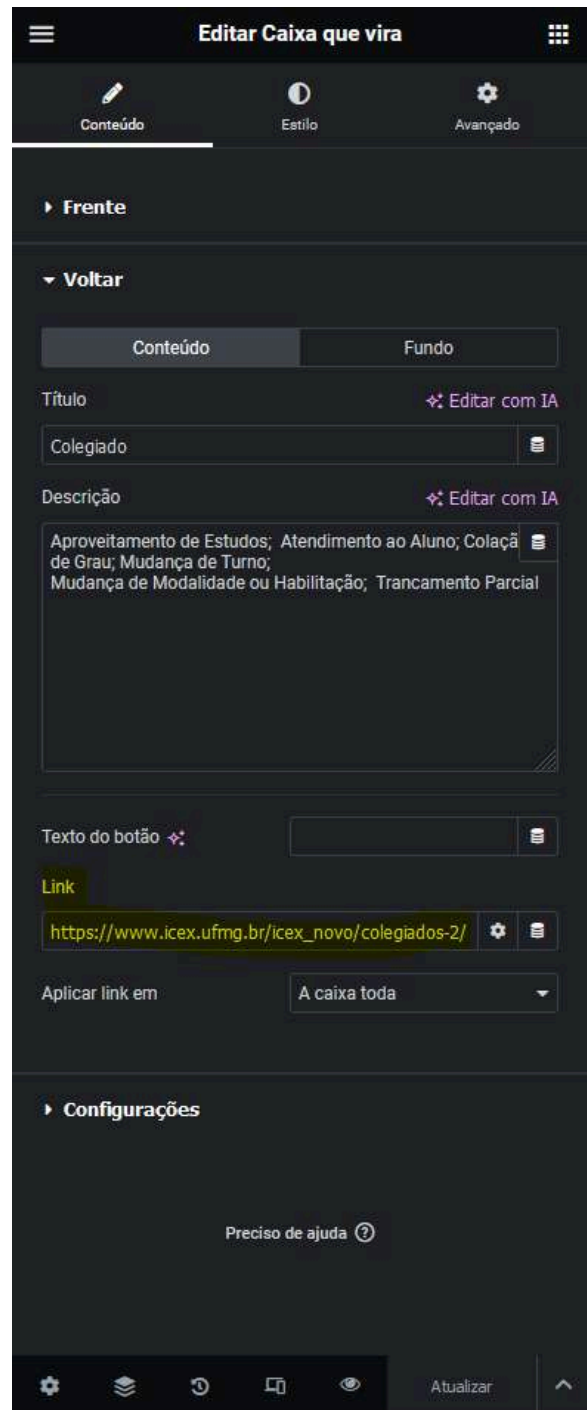 Editar Caixa que vira
Conteúdo Estilo Avançado
Frente
Voltar
Conteúdo Fundo
Título Editar com IA
Colegiado
Descrição Editar com IA
Aproveitamento de Estudos; Atendimento ao Aluno; Colaçã
de Grau; Mudança de Turno;
Mudança de Modalidade ou Habilitação; Trancamento Parcial
Texto do botão
Link
https://www.icex.ufmg.br/icex_novo/colegiados-2/
Aplicar link em A caixa toda
Configurações
Preciso de ajuda
Atualizar